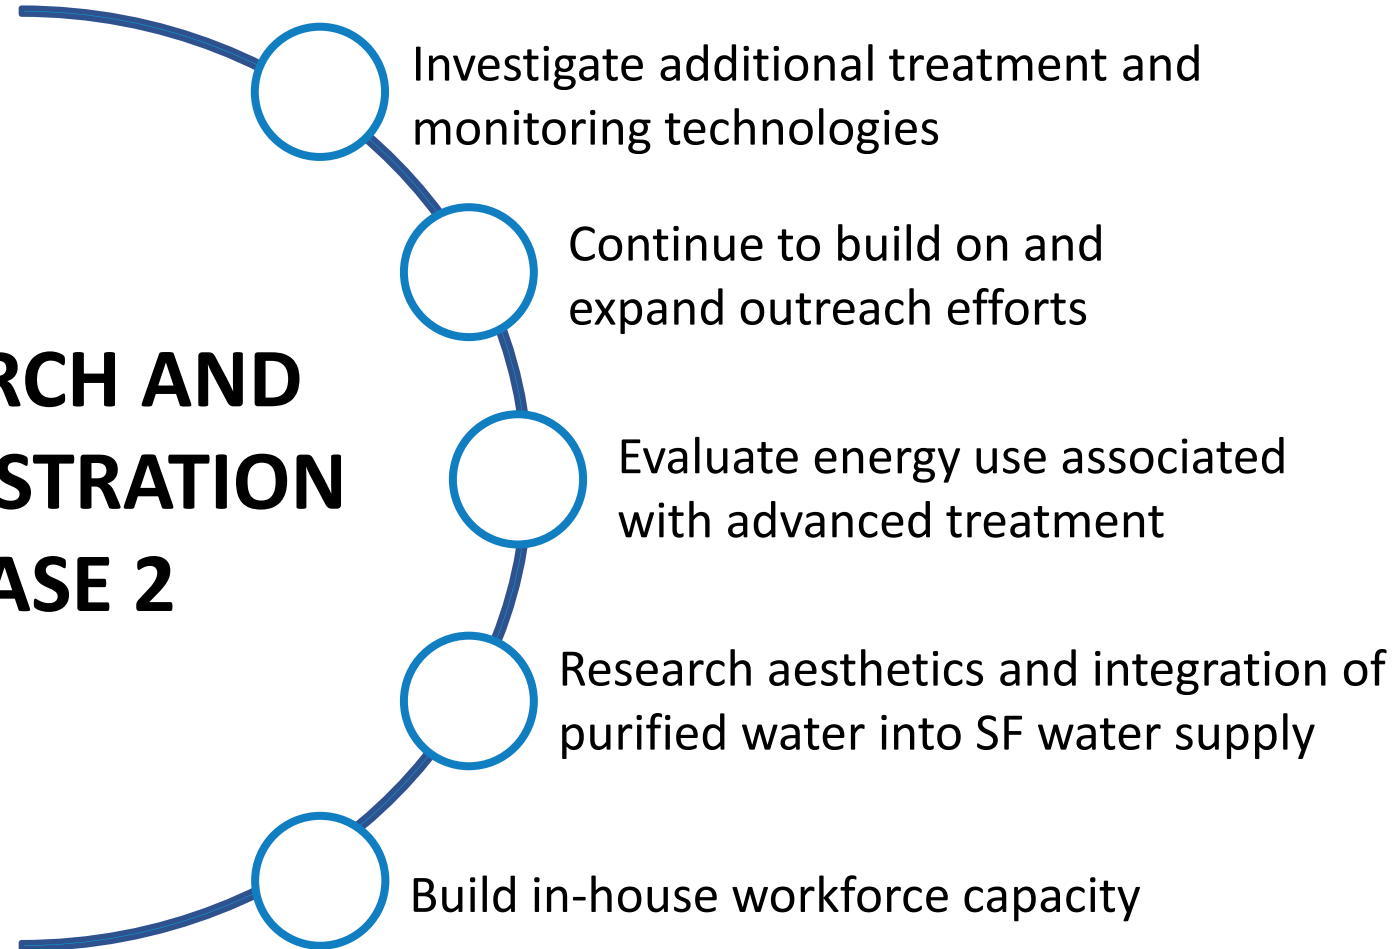 Investigate additional treatment and
monitoring technologies
Continue to build on and
expand outreach efforts
RCH AND
STRATION
ASE 2
Evaluate energy use associated
with advanced treatment
Research aesthetics and integration of
purified water into SF water supply
Build in-house workforce capacity